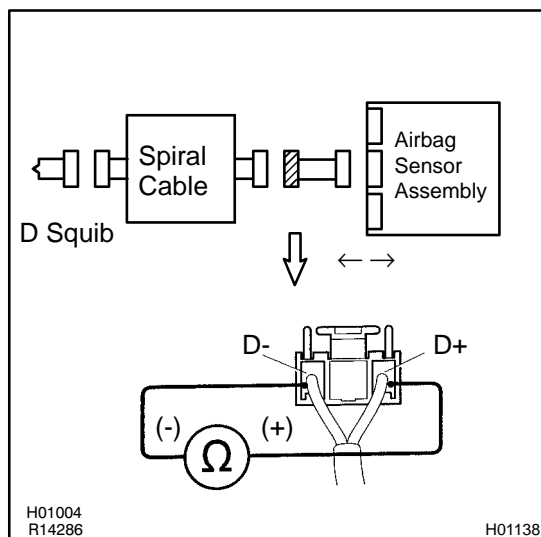 Spiral
Cable
Airbag
Sensor
Assembly
D Squib
D-
D+
(-)
(+)
Ω
H01004
R14286
H01138